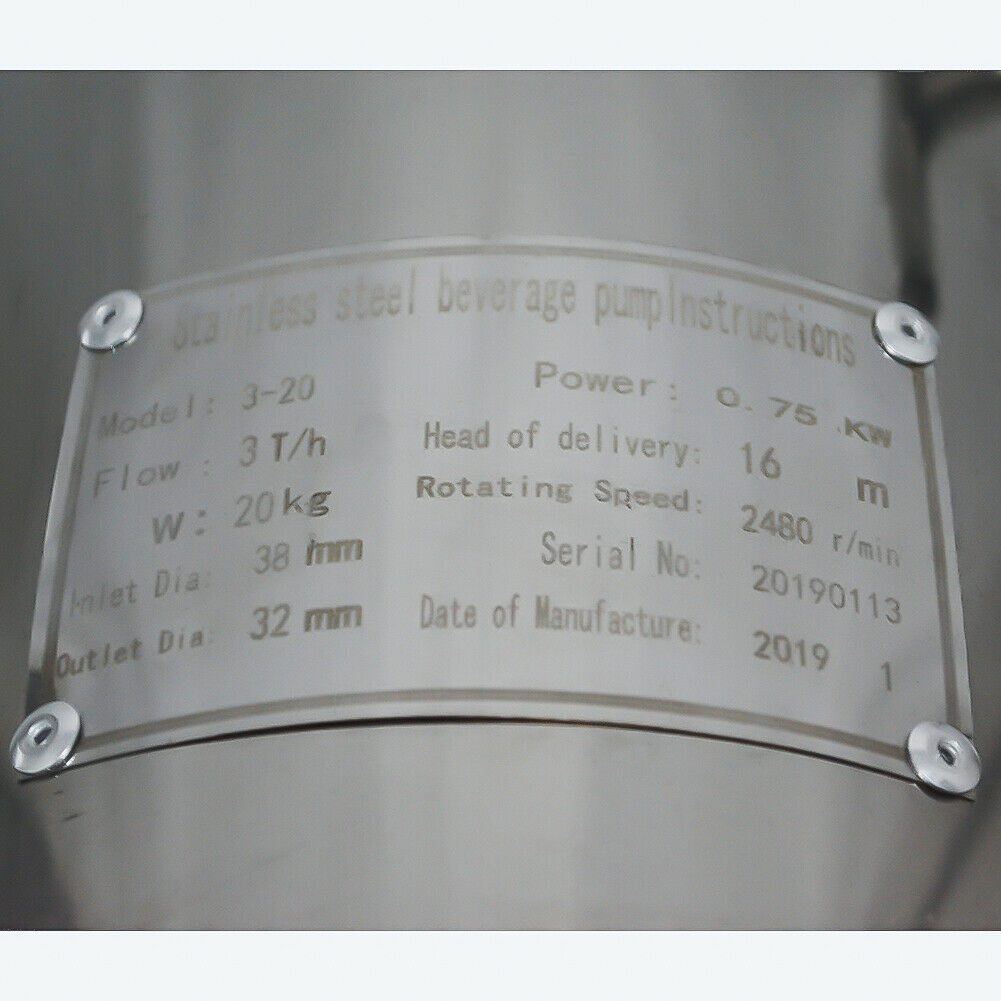 Stainless steel beverage pumpInstructions
Model: 3-20 Power: 0.75 KW
Flow : 3 T/h Head of delivery: 16 m
W: 20kg Rotating Speed: 2480 r/min
Inlet Dia: 38 mm Serial No: 20190113
Outlet Dia: 32 mm Date of Manufacture: 2019 1